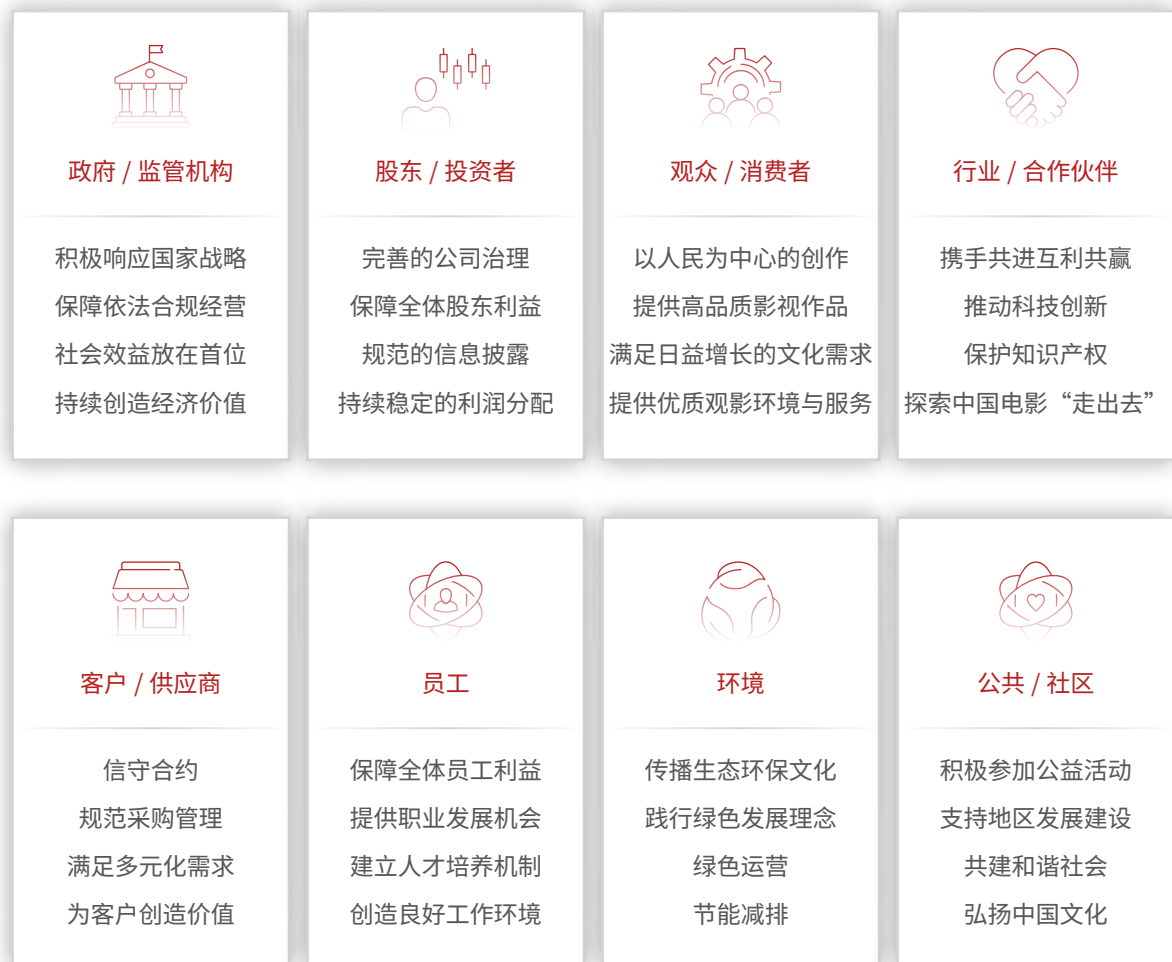 政府 / 监管机构
积极响应国家战略
保障依法合规经营
社会效益放在首位
持续创造经济价值
股东 / 投资者
完善的公司治理
保障全体股东利益
规范的信息披露
持续稳定的利润分配
观众 / 消费者
以人民为中心的创作
提供高品质影视作品
满足日益增长的文化需求
提供优质观影环境与服务
行业 / 合作伙伴
携手共进互利共赢
推动科技创新
保护知识产权
探索中国电影“走出去”
客户 / 供应商
信守合约
规范采购管理
满足多元化需求
为客户创造价值
员工
保障全体员工利益
提供职业发展机会
建立人才培养机制
创造良好工作环境
环境
传播生态环保文化
践行绿色发展理念
绿色运营
节能减排
公共 / 社区
积极参加公益活动
支持地区发展建设
共建和谐社会
弘扬中国文化